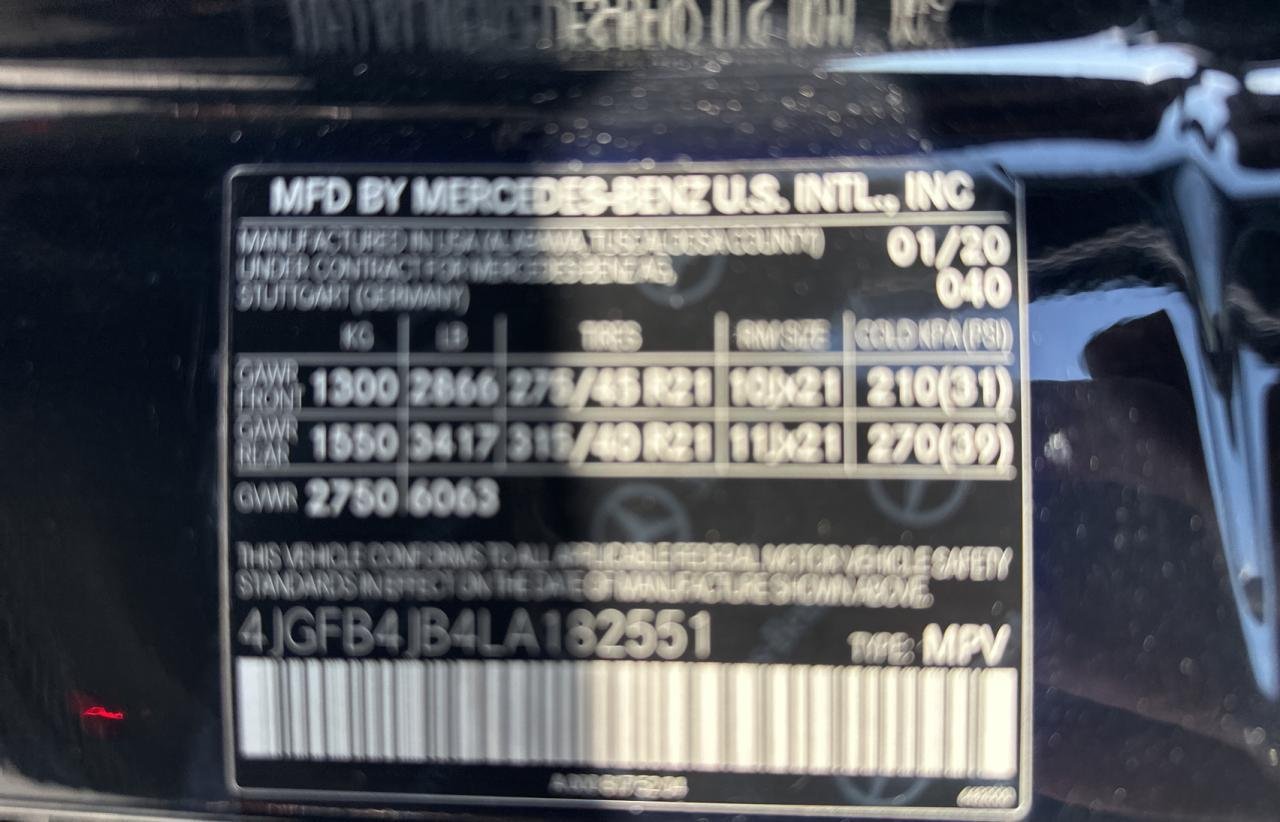 MFD BY MERCEDES-BENZ U.S. INTL., INC
MANUFACTURED IN USA (ALABAMA, TUSCALOOSA COUNTY) 01/20
UNDER CONTRACT FOR MERCEDES-BENZ AG, 040
STUTTGART (GERMANY)
KG LB TIRES RIM SIZE COLD KPA (PSI)
GAWR FRONT 1300 2866 275/45 R21 10Jx21 210(31)
GAWR REAR 1550 3417 315/40 R21 11Jx21 270(39)
GVWR 2750 6063
THIS VEHICLE CONFORMS TO ALL APPLICABLE FEDERAL MOTOR VEHICLE SAFETY
STANDARDS IN EFFECT ON THE DATE OF MANUFACTURE SHOWN ABOVE.
4JGFB4JB4LA182551 TYPE: MPV